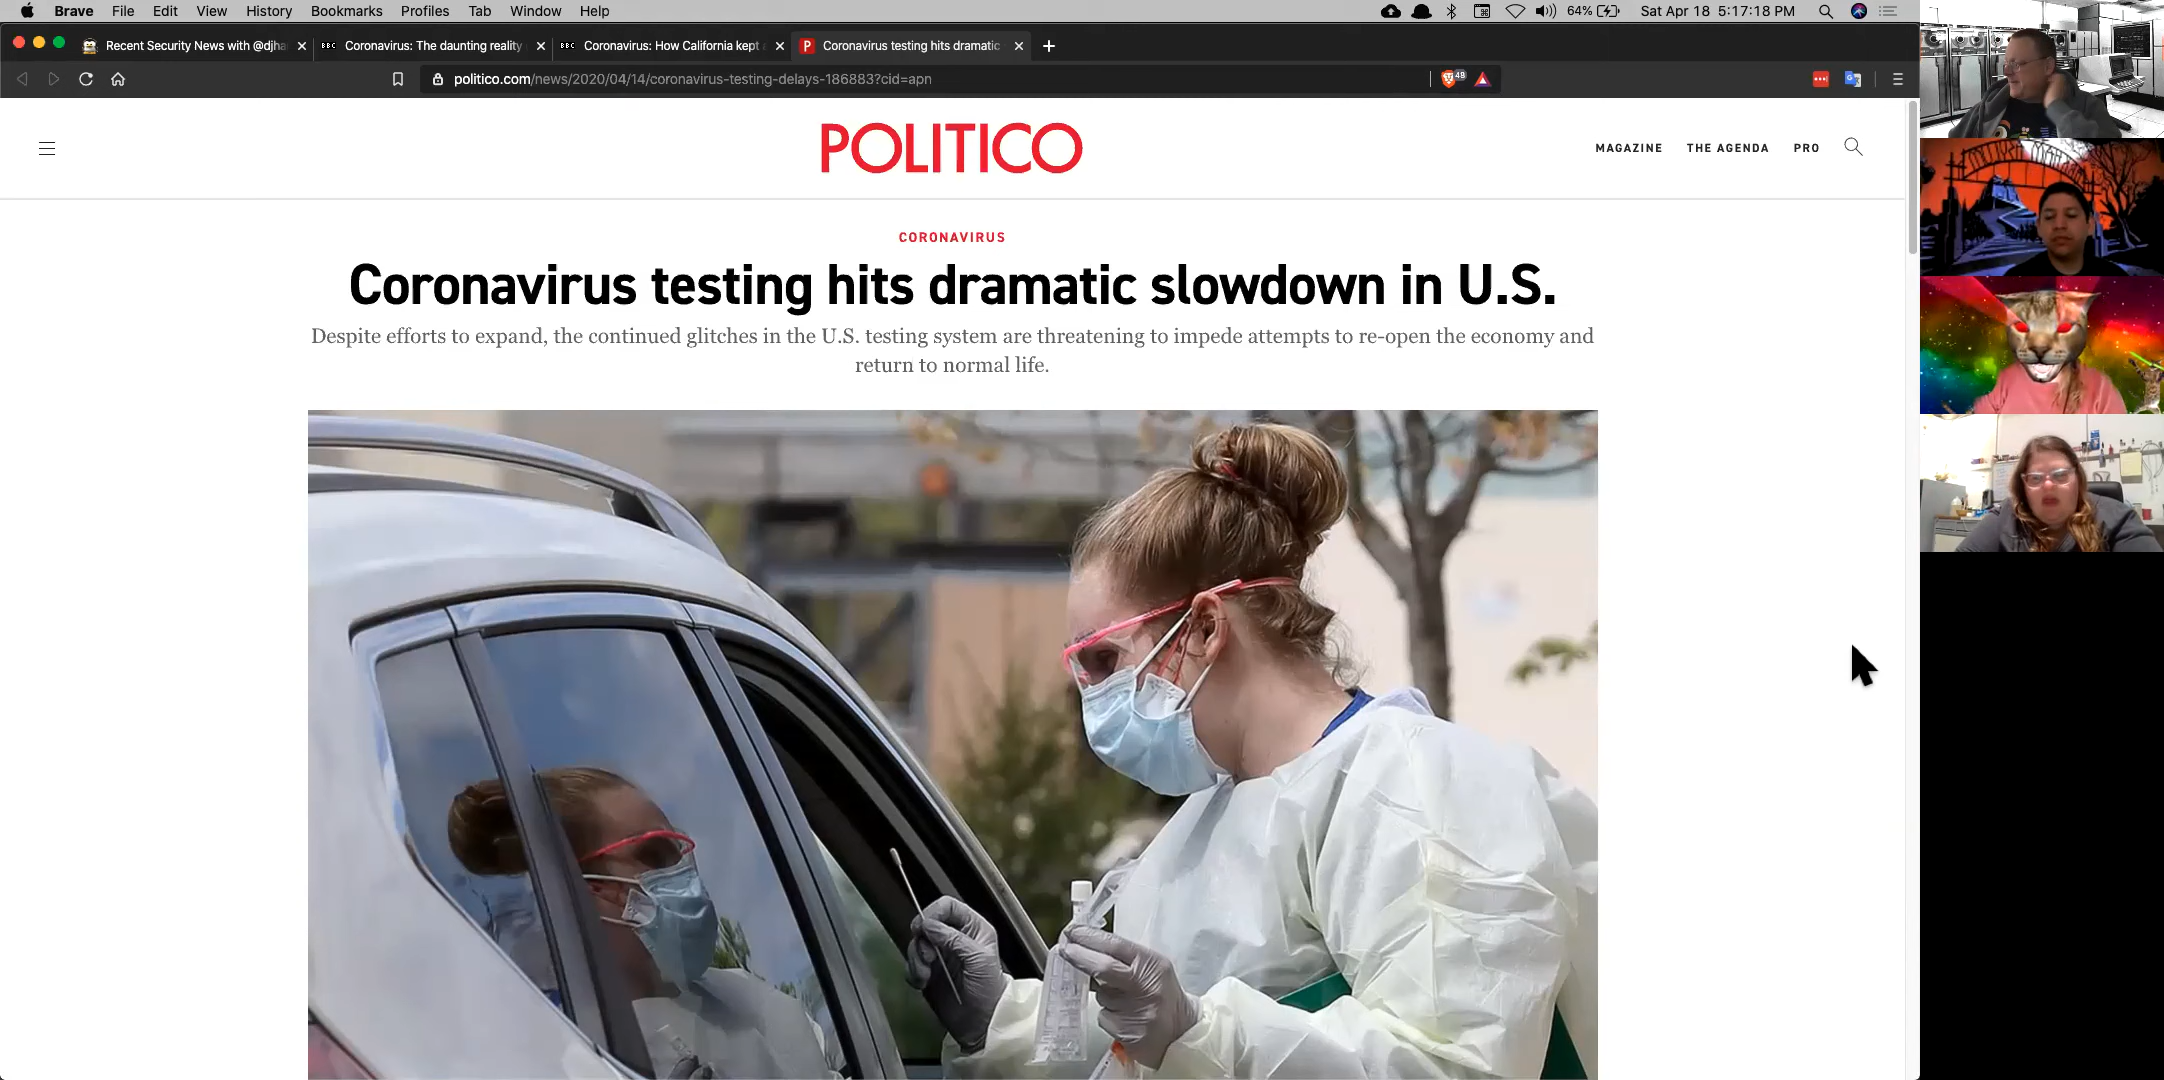 Brave File Edit View History Bookmarks Profiles Tab Window Help 64% Sat Apr 18 5:17:18 PM
Recent Security News with @djha BBC Coronavirus: The daunting reality BBC Coronavirus: How California kept P Coronavirus testing hits dramatic
politico.com/news/2020/04/14/coronavirus-testing-delays-186883?cid=apn 48
POLITICO
MAGAZINE THE AGENDA PRO
CORONAVIRUS
Coronavirus testing hits dramatic slowdown in U.S.
Despite efforts to expand, the continued glitches in the U.S. testing system are threatening to impede attempts to re-open the economy and
return to normal life.